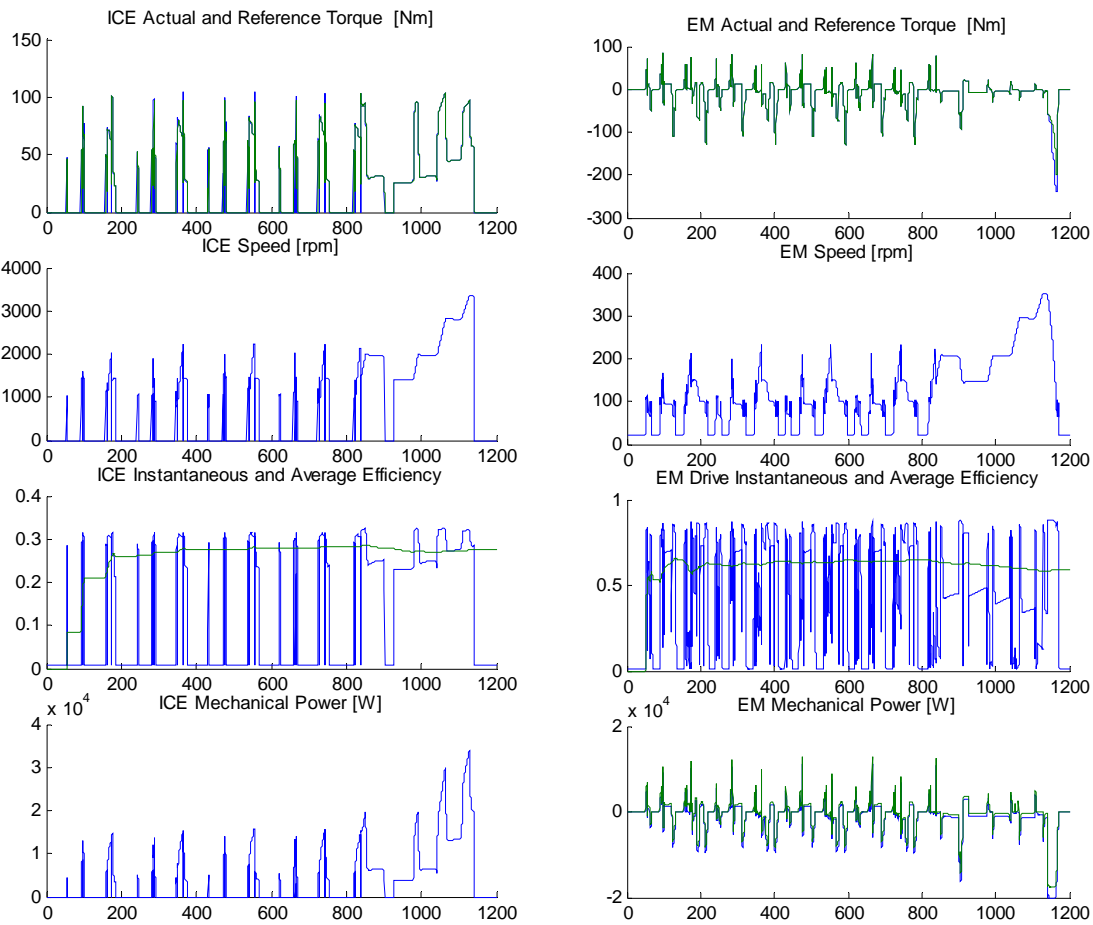 ICE Actual and Reference Torque [Nm]
150
100
50
0
0 200 400 600 800 1000 1200
ICE Speed [rpm]
4000
3000
2000
1000
0
0 200 400 600 800 1000 1200
ICE Instantaneous and Average Efficiency
0.4
0.3
0.2
0.1
0
0 200 400 600 800 1000 1200
x 10^4
ICE Mechanical Power [W]
4
3
2
1
0
0 200 400 600 800 1000 1200
EM Actual and Reference Torque [Nm]
100
0
-100
-200
-300
0 200 400 600 800 1000 1200
EM Speed [rpm]
400
300
200
100
0
0 200 400 600 800 1000 1200
EM Drive Instantaneous and Average Efficiency
1
0.5
0
0 200 400 600 800 1000 1200
x 10^4
EM Mechanical Power [W]
2
0
-2
0 200 400 600 800 1000 1200